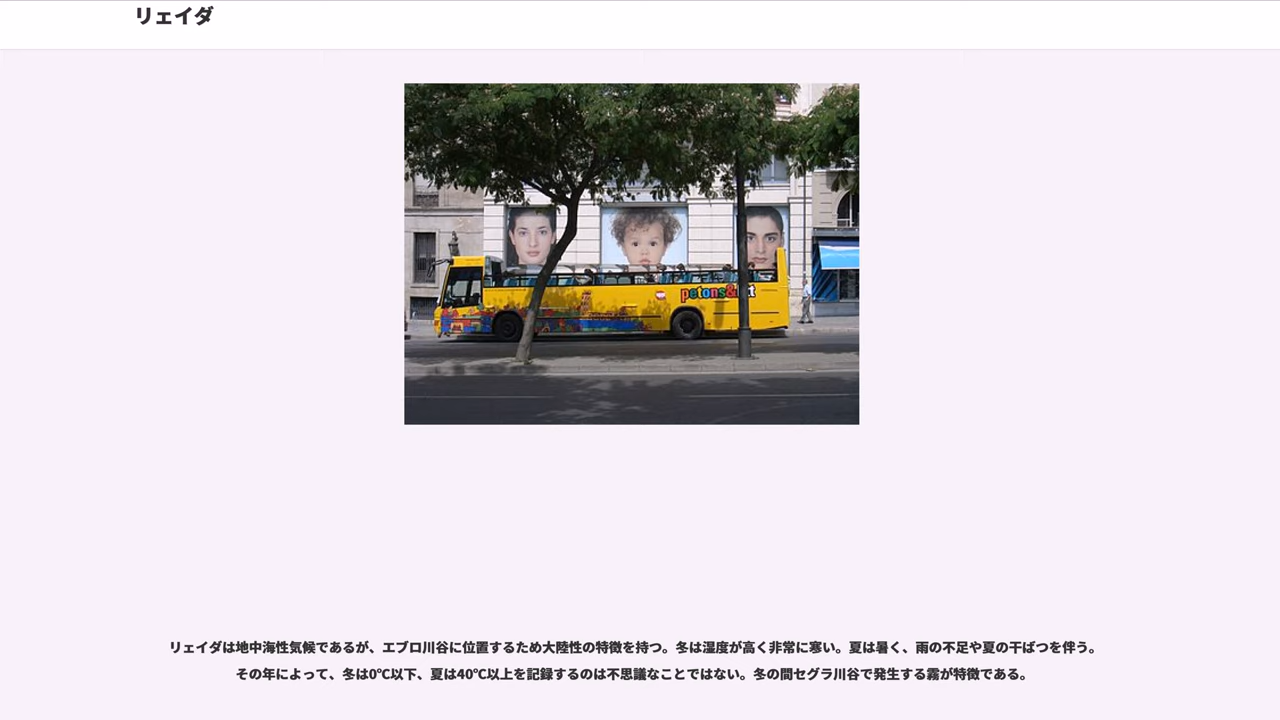 リェイダ
リェイダは地中海性気候であるが、エブロ川谷に位置するため大陸性の特徴を持つ。冬は湿度が高く非常に寒い。夏は暑く、雨の不足や夏の干ばつを伴う。
その年によって、冬は0℃以下、夏は40℃以上を記録するのは不思議なことではない。冬の間セグラ川谷で発生する霧が特徴である。